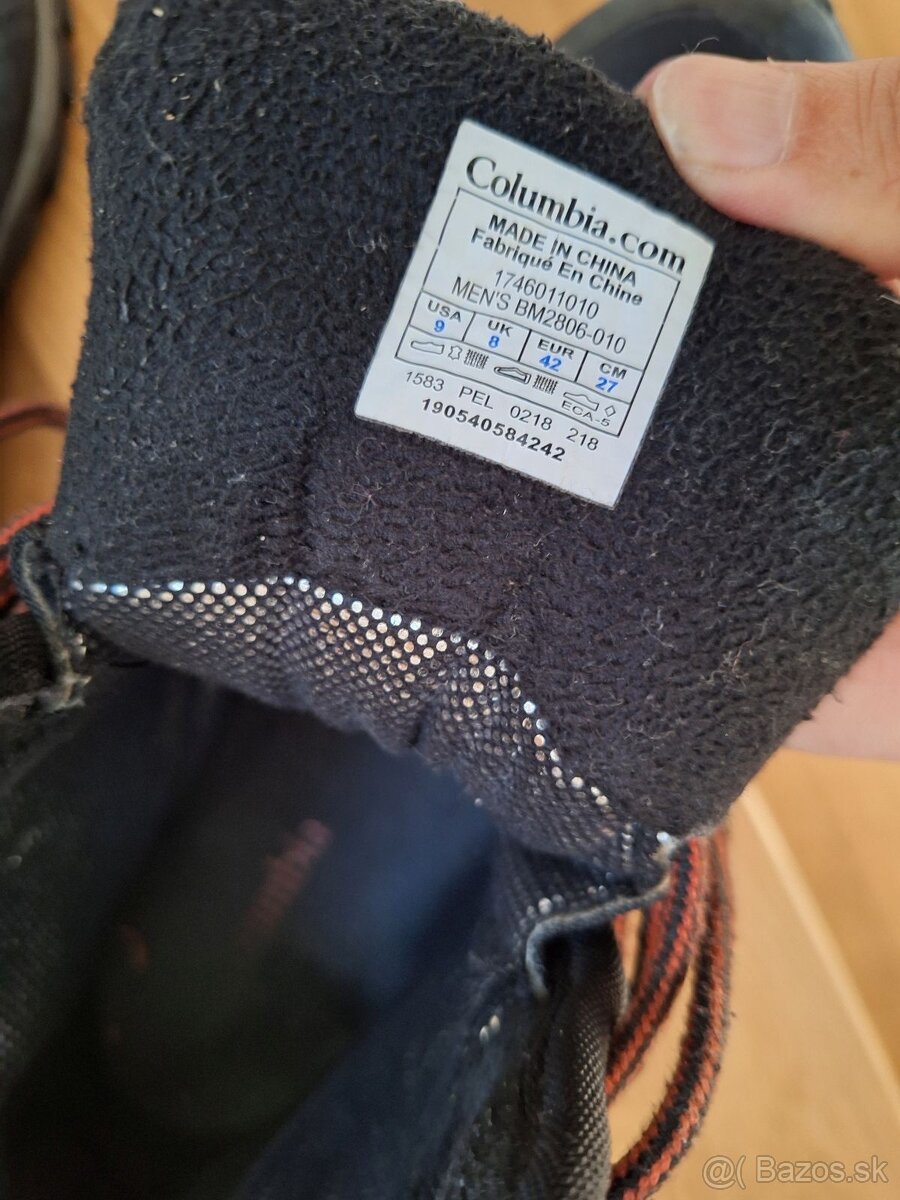 Columbia.com
MADE IN CHINA
Fabriqué En Chine
1746011010
MEN'S BM2806-010
USA UK EUR CM
9 8 42 27
ECA-5
1583 PEL 0218 218
190540584242
@( Bazos.sk